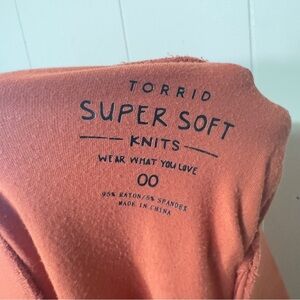 TORRID
SUPER SOFT
KNITS
WEAR WHAT YOU LOVE
00
95% RAYON/5% SPANDEX
MADE IN CHINA